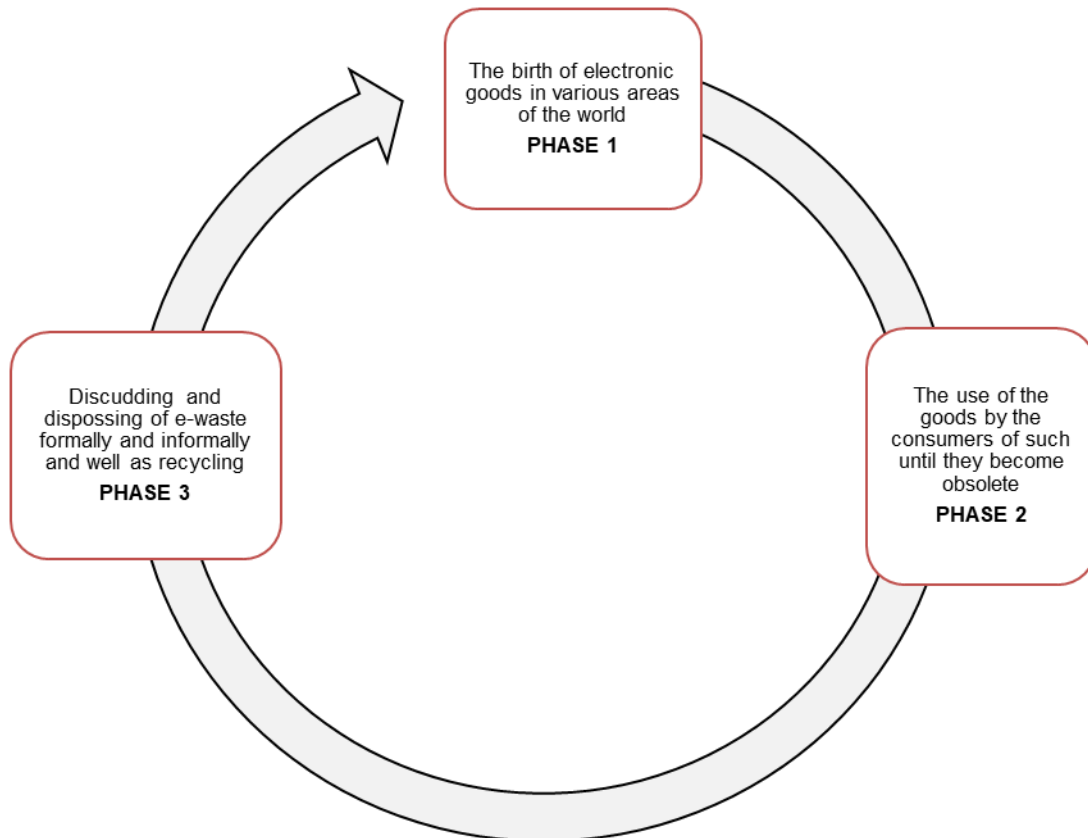 The birth of electronic
goods in various areas
of the world
PHASE 1
The use of the
goods by the
consumers of such
until they become
obsolete
PHASE 2
Discudding and
dispossing of e-waste
formally and informally
and well as recycling
PHASE 3